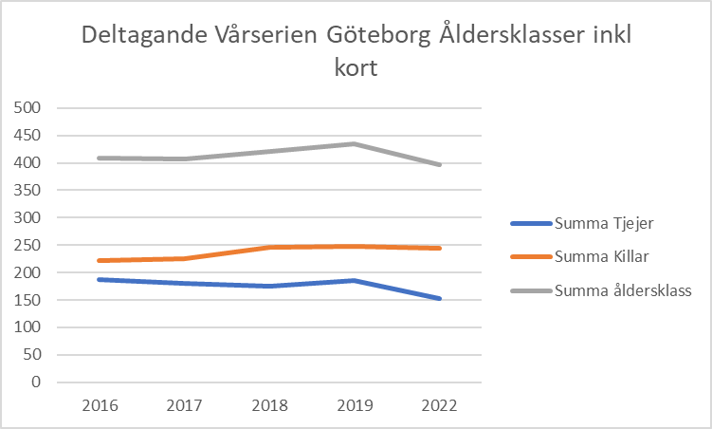 Deltagande Vårserien Göteborg Åldersklasser inkl
kort
500
450
400
350
300
250
200
150
100
50
0
2016 2017 2018 2019 2022
Summa Tjejer
Summa Killar
Summa åldersklass